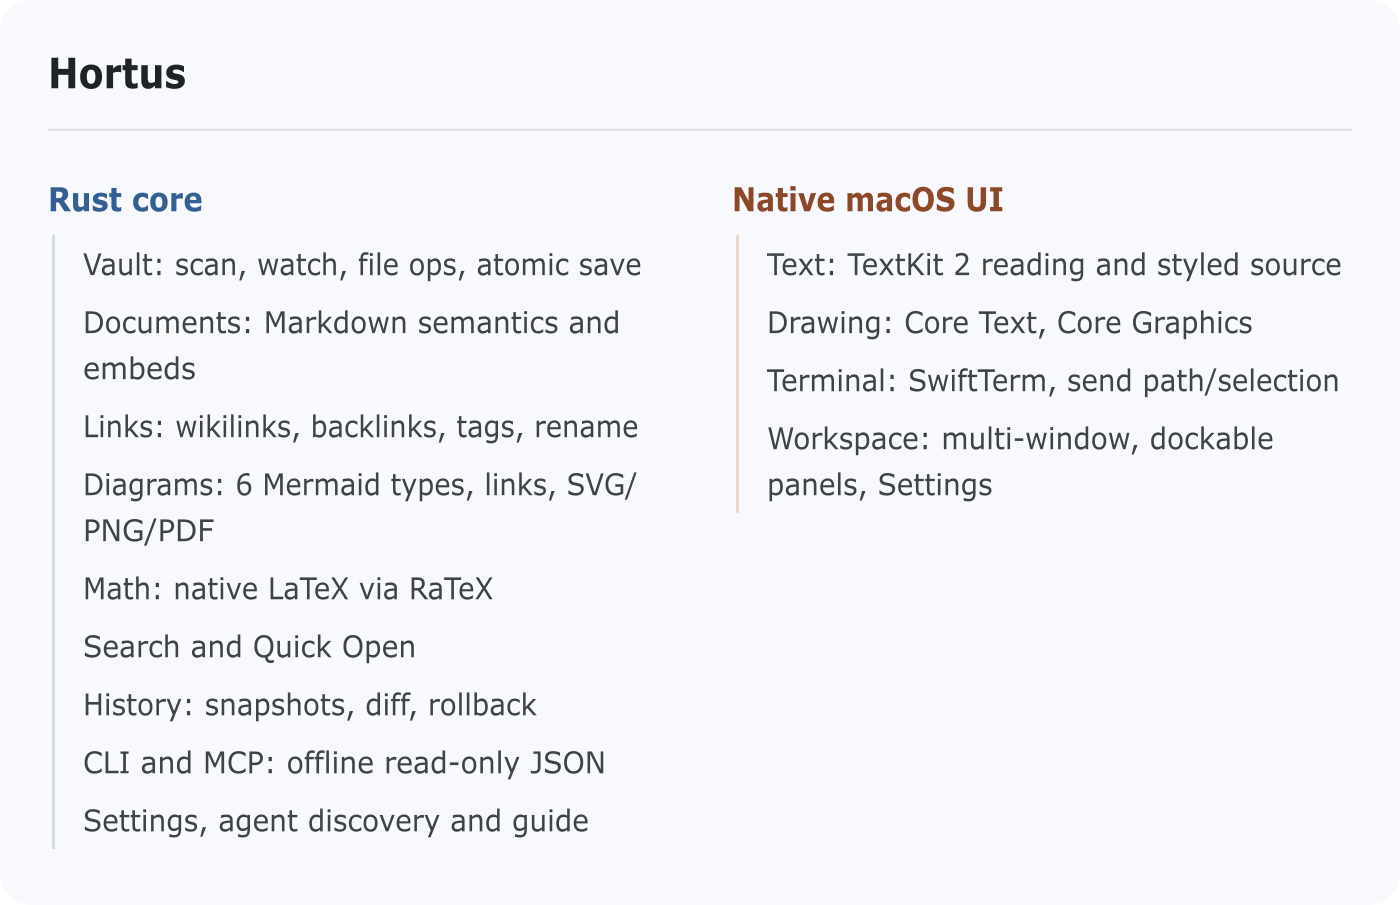 Hortus
Rust core
Vault: scan, watch, file ops, atomic save
Documents: Markdown semantics and
embeds
Links: wikilinks, backlinks, tags, rename
Diagrams: 6 Mermaid types, links, SVG/
PNG/PDF
Math: native LaTeX via RaTeX
Search and Quick Open
History: snapshots, diff, rollback
CLI and MCP: offline read-only JSON
Settings, agent discovery and guide
Native macOS UI
Text: TextKit 2 reading and styled source
Drawing: Core Text, Core Graphics
Terminal: SwiftTerm, send path/selection
Workspace: multi-window, dockable
panels, Settings